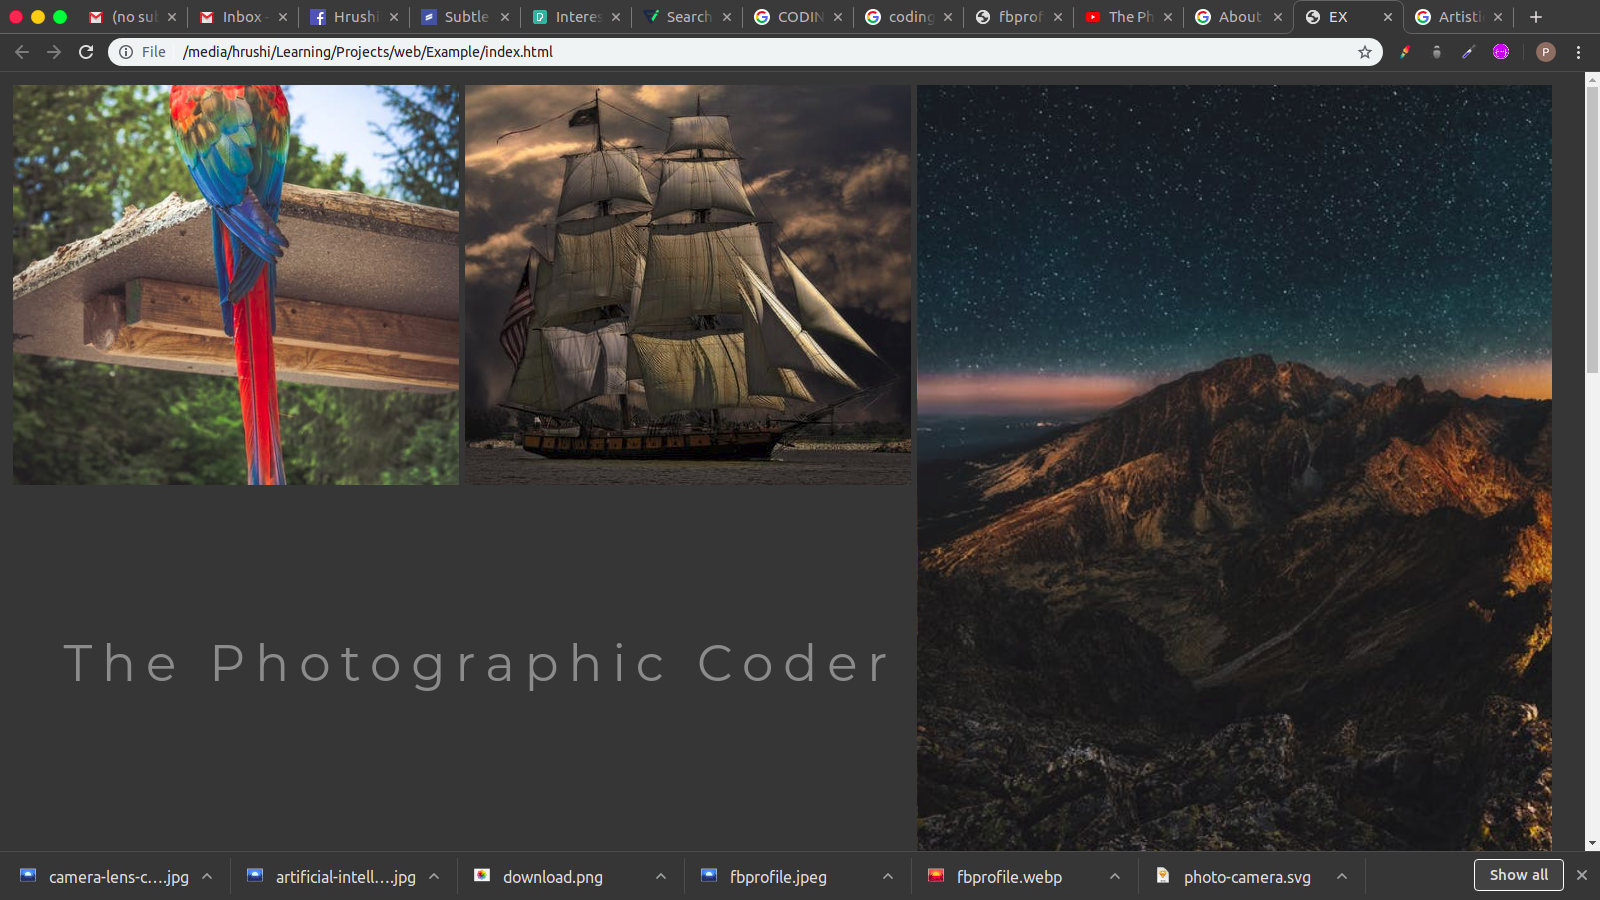 (no sub
Inbox -
Hrushi
Subtle
Interes
Search
CODIN
coding
fbprof
The Ph
About
EX
Artisti
File
/media/hrushi/Learning/Projects/web/Example/index.html
P
The Photographic Coder
camera-lens-c....jpg
artificial-intell....jpg
download.png
fbprofile.jpeg
fbprofile.webp
photo-camera.svg
Show all